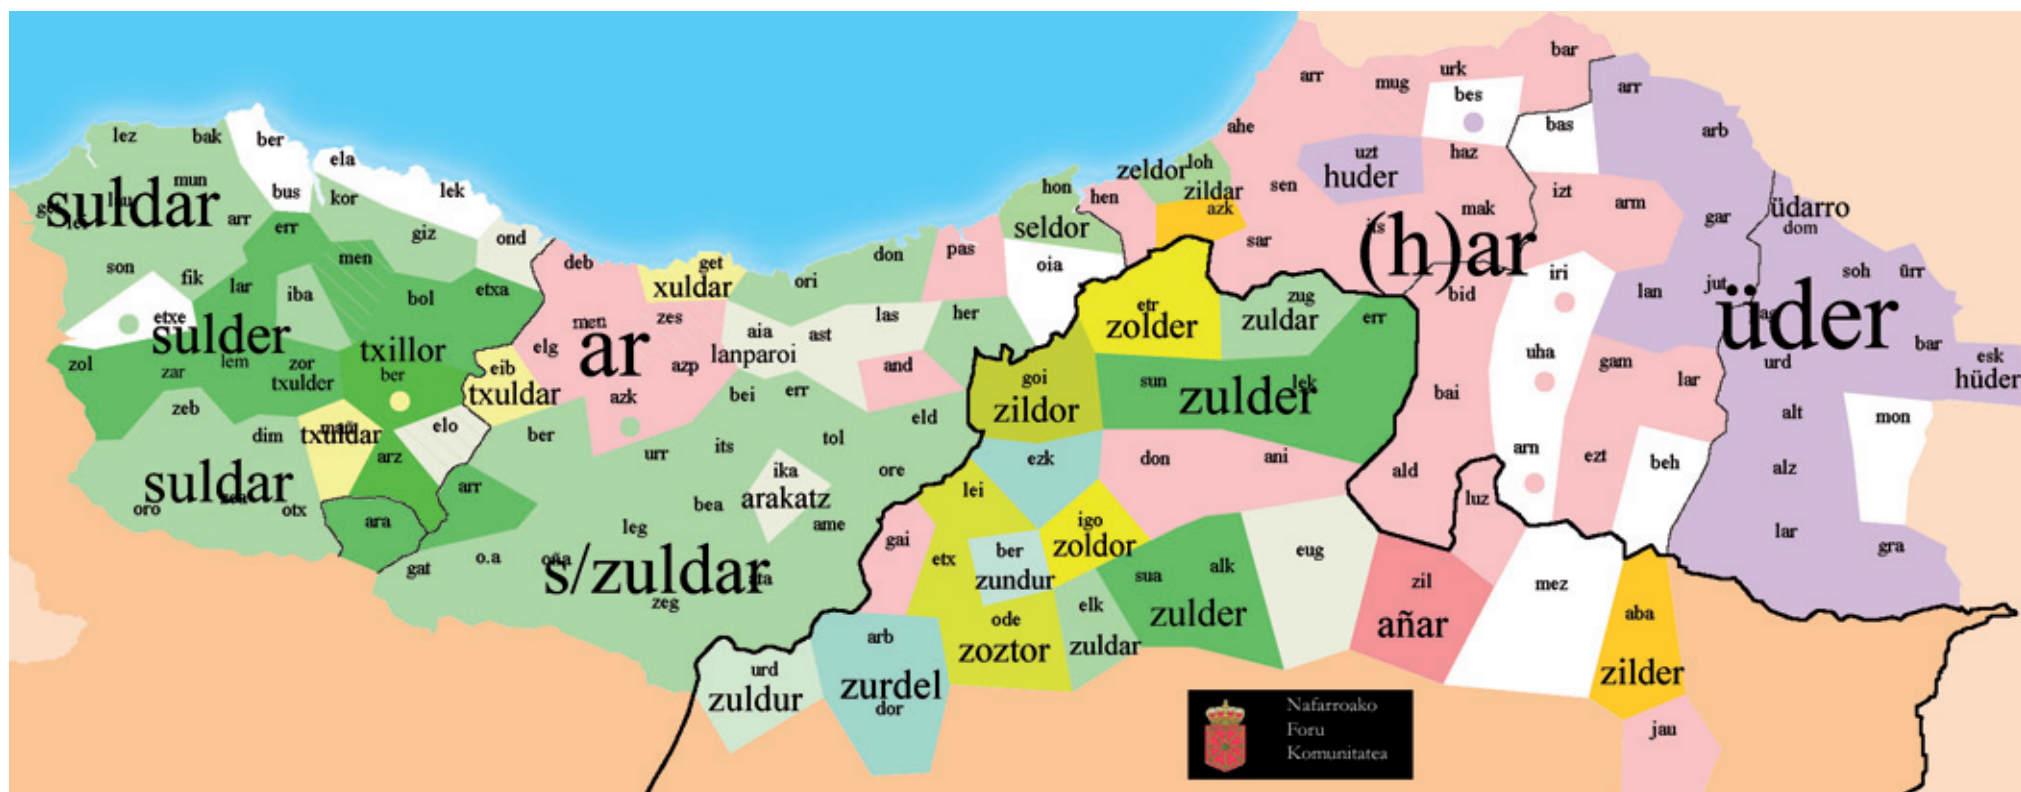 bar
arr
mug
urk
bes
arr
lez
bak
ber
ahe
bas
arb
ela
uzt
haz
zeldor
loh
huder
mun
bus
kor
lek
hon
hen
zildar
sen
izt
arm
suldar
arr
azk
mak
gar
üdarro
dom
err
giz
ond
seldor
sar
(h)ar
son
fik
men
deb
get
don
pas
oia
iri
soh
ürr
lar
iba
bol
etxa
xuldar
ori
bid
lan
jut
üder
etxe
sulder
men
zes
aia
ast
las
her
etr
zolder
zug
zuldar
err
bar
zol
zar
lem
zor
txulder
txillor
ber
elg
ar
azp
lanparoi
and
uha
gam
lar
urd
esk
hüder
eib
txuldar
azk
bei
err
goi
zildor
sun
zulder
lek
bai
zeb
dim
txuldar
elo
ber
its
tol
eld
alt
mon
arz
urr
ezk
don
ani
ald
arn
ezt
beh
alz
suldar
oro
otx
arr
ika
arakatz
ore
lei
luz
ara
leg
bea
ame
igo
zoldor
lar
gra
gat
o.a
oña
s/zuldar
zeg
gai
etx
ber
zundur
sua
alk
eug
zil
mez
arb
ode
elk
zulder
añar
aba
urd
zuldur
zurdel
dor
zoztor
zuldar
zilder
jau
Nafarroako
Foru
Komunitatea